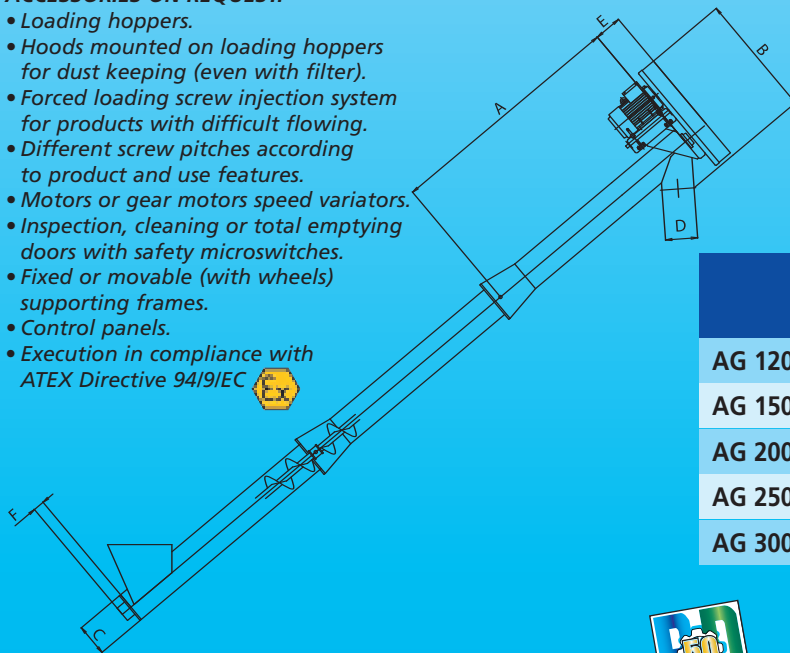 ACCESSORIES ON REQUEST:
• Loading hoppers.
• Hoods mounted on loading hoppers
for dust keeping (even with filter).
• Forced loading screw injection system
for products with difficult flowing.
• Different screw pitches according
to product and use features.
• Motors or gear motors speed variators.
• Inspection, cleaning or total emptying
doors with safety microswitches.
• Fixed or movable (with wheels)
supporting frames.
• Control panels.
• Execution in compliance with
ATEX Directive 94/9/EC
Ex
E
B
A
D
F
C
AG 120
AG 150
AG 200
AG 250
AG 300
50